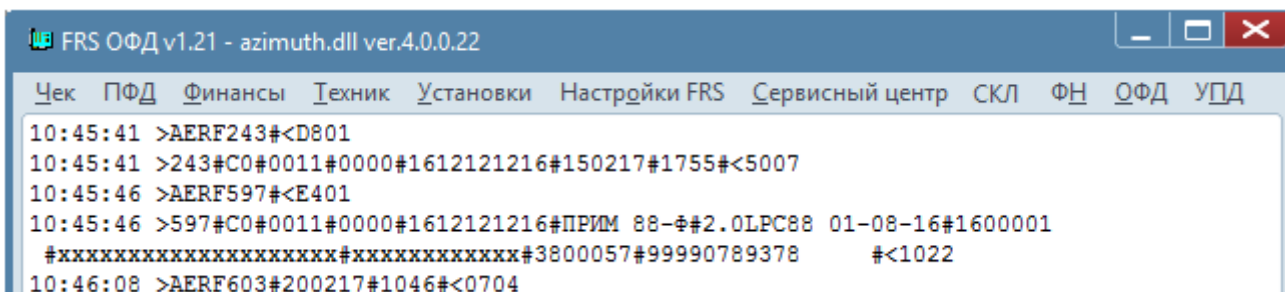 FRS ОФД v1.21 - azimuth.dll ver.4.0.0.22
Чек ПФД Финансы Техник Установки Настройки FRS Сервисный центр СКЛ ФН ОФД УПД
10:45:41 >AERF243#<D801
10:45:41 >243#C0#0011#0000#1612121216#150217#1755#<5007
10:45:46 >AERF597#<E401
10:45:46 >597#C0#0011#0000#1612121216#ПРИМ 88-Ф#2.0LPC88 01-08-16#1600001
#xxxxxxxxxxxxxxxxxxxx#xxxxxxxxxxxx#3800057#99990789378 #<1022
10:46:08 >AERF603#200217#1046#<0704